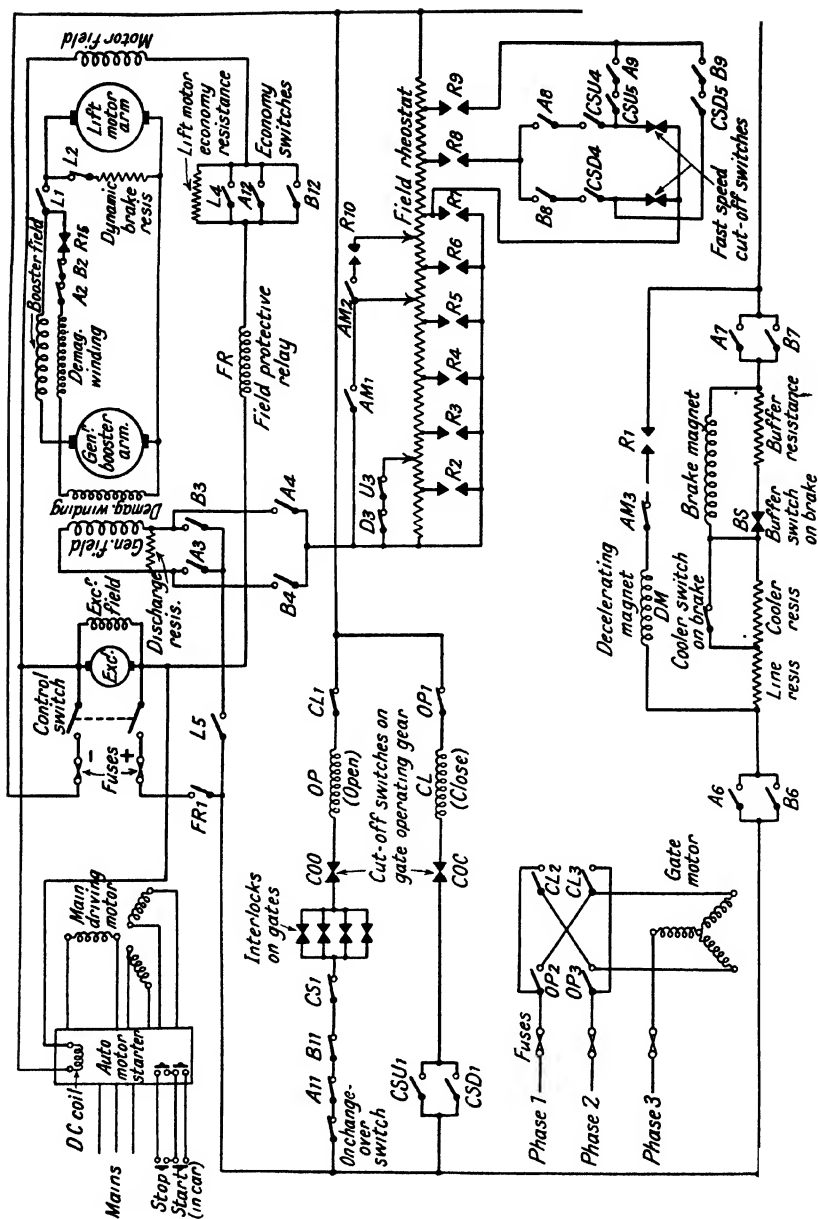 Mains
Stop
Start
(in car)
DC coil
Auto
motor
starter
Main
driving
motor
Control
switch
Fuses
-
+
FR1
L5
Exc.r
Exc.r
field
Discharge
resis.
Gen. field
Demag. winding
A3
B3
B4
A4
Gen.r
booster
arm.
Booster field
Demag.
winding
A2
B2
R15
L1
L2
Dynamic
brake
resis
Lift
motor
arm
Motor field
FR
Field protective
relay
Lift motor
economy
resistance
L4
A12
B12
Economy
switches
On change-
over
switch
A11
B11
CS1
Interlocks
on gates
COO
OP
(Open)
CL1
Cut-off switches on
gate operating gear
CSU1
CSD1
COC
CL
(Close)
OP1
D3
U3
AM1
AM2
R10
Field rheostat
R2
R3
R4
R5
R6
R7
R8
R9
B8
A8
CSD4
CSU4
CSU5
A9
CSD5
B9
Fast speed
cut-off switches
Phase 1
Phase 2
Phase 3
Fuses
OP2
OP3
CL2
CL3
Gate motor
A6
B6
Decelerating
magnet
DM
AM3
R1
Cooler switch
on brake
Brake magnet
Line
resis
Cooler
resis
BS
Buffer
switch
on brake
Buffer
resistance
A7
B7